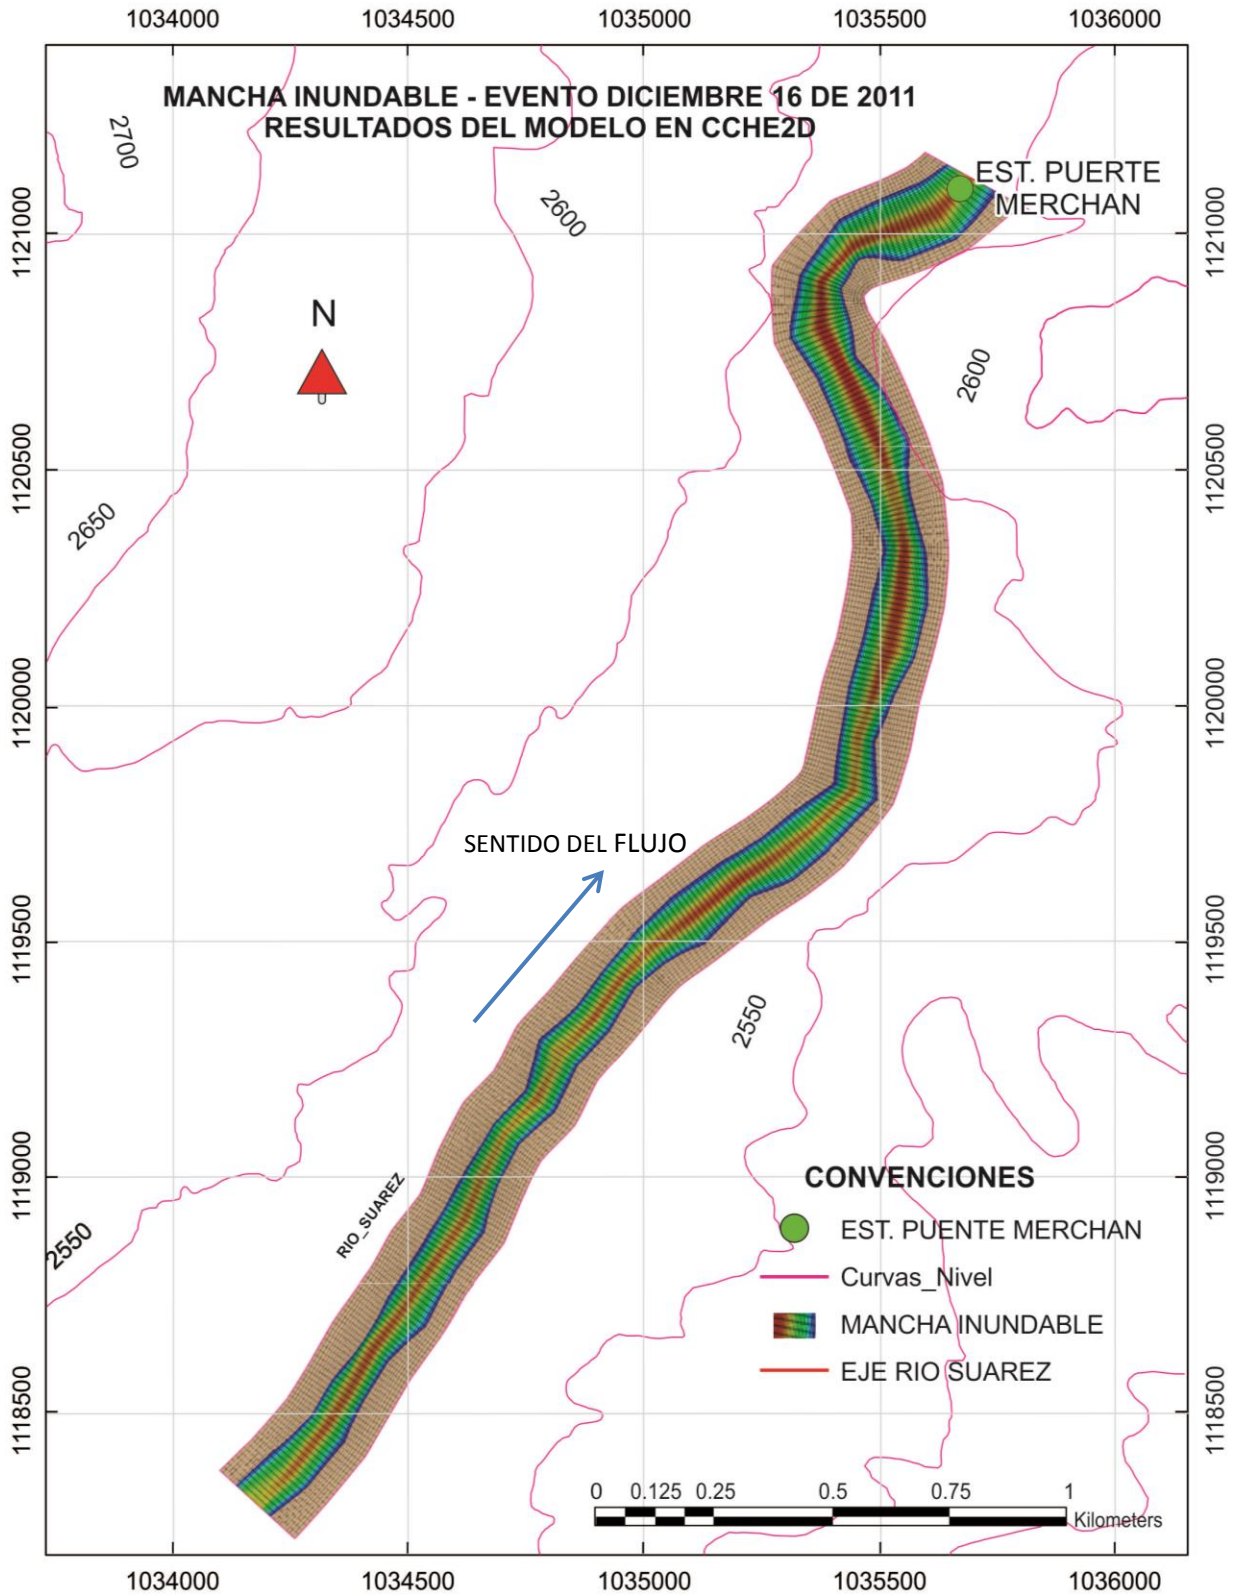 1034000 1034500 1035000 1035500 1036000
MANCHA INUNDABLE - EVENTO DICIEMBRE 16 DE 2011
RESULTADOS DEL MODELO EN CCHE2D
2700
2600
EST. PUERTE
MERCHAN
1121000
1121000
N
2600
1120500
1120500
2650
1120000
1120000
SENTIDO DEL FLUJO
1119500
1119500
2550
1119000
1119000
RIO_SUAREZ
2550
CONVENCIONES
EST. PUENTE MERCHAN
Curvas_Nivel
MANCHA INUNDABLE
EJE RIO SUAREZ
1118500
1118500
0 0.125 0.25 0.5 0.75 1
Kilometers
1034000 1034500 1035000 1035500 1036000